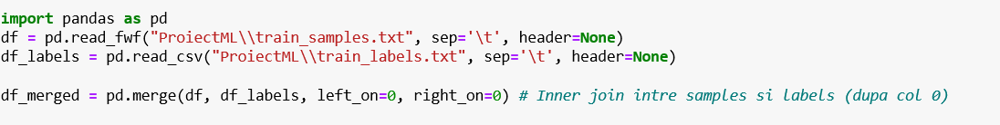 import pandas as pd
df = pd.read_fwf("ProiectML\\train_samples.txt", sep='\t', header=None)
df_labels = pd.read_csv("ProiectML\\train_labels.txt", sep='\t', header=None)
df_merged = pd.merge(df, df_labels, left_on=0, right_on=0) # Inner join intre samples si labels (dupa col 0)